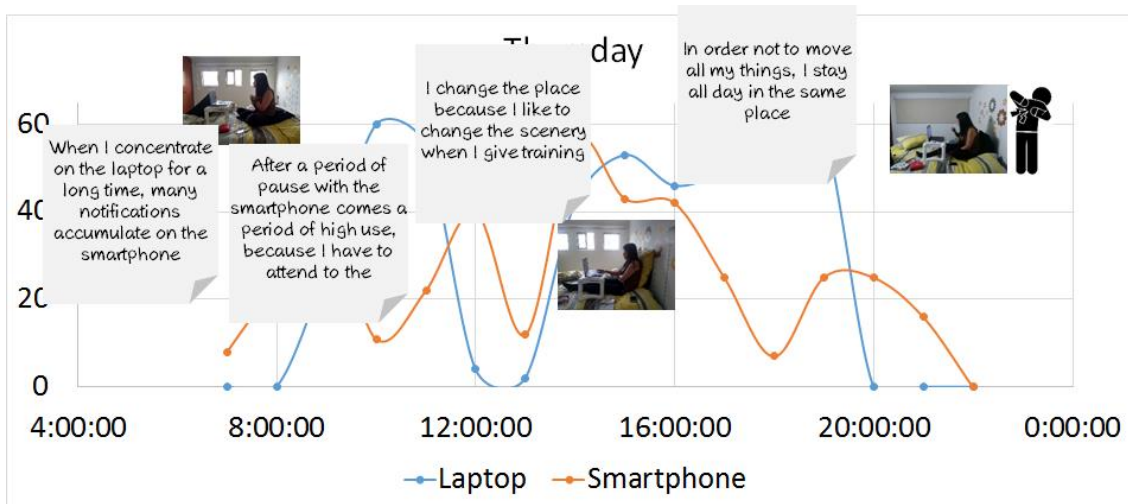 In order not to move
all my things, I stay
all day in the same
place
I change the place
because I like to
change the scenery
when I give training
When I concentrate
on the laptop for a
long time, many
notifications
accumulate on the
smartphone
After a period of
pause with the
smartphone comes a
period of high use,
because I have to
attend to the
60
40
20
0
4:00:00 8:00:00 12:00:00 16:00:00 20:00:00 0:00:00
Laptop Smartphone